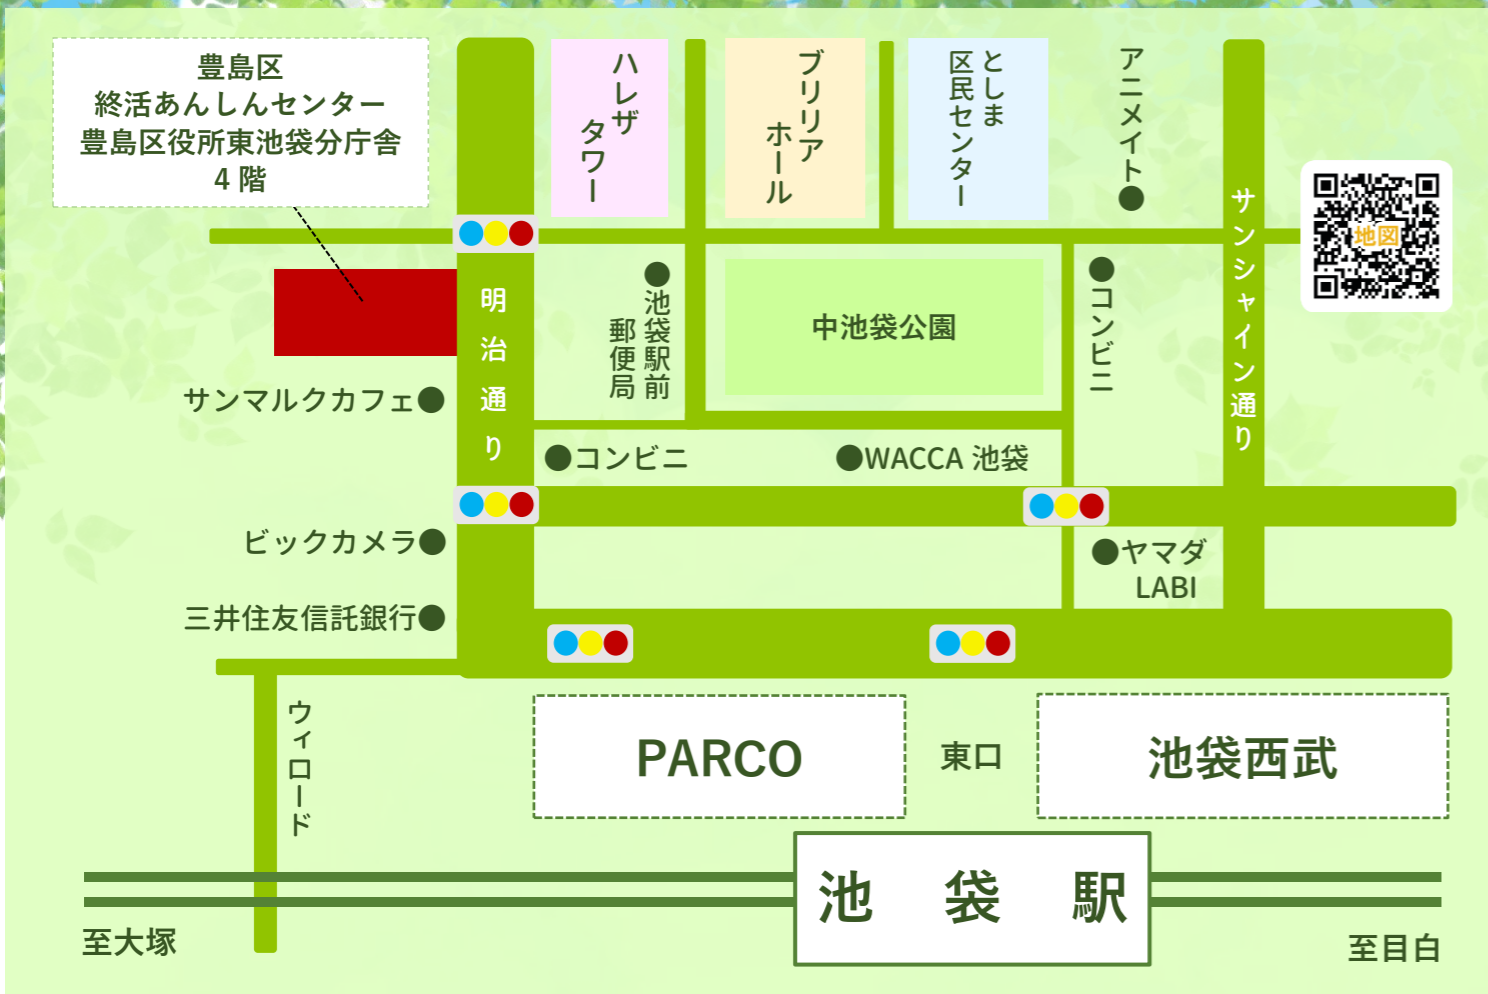 豊島区
終活あんしんセンター
豊島区役所東池袋分庁舎
4 階
ハレザ
タワー
ブリリア
ホール
としま
区民センター
アニメイト●
サンシャイン通り
地図
明治通り
●池袋駅前
郵便局
中池袋公園
●コンビニ
サンマルクカフェ●
●コンビニ
●WACCA 池袋
ビックカメラ●
●ヤマダ
LABI
三井住友信託銀行●
ウィロード
PARCO
東口
池袋西武
池 袋 駅
至大塚
至目白